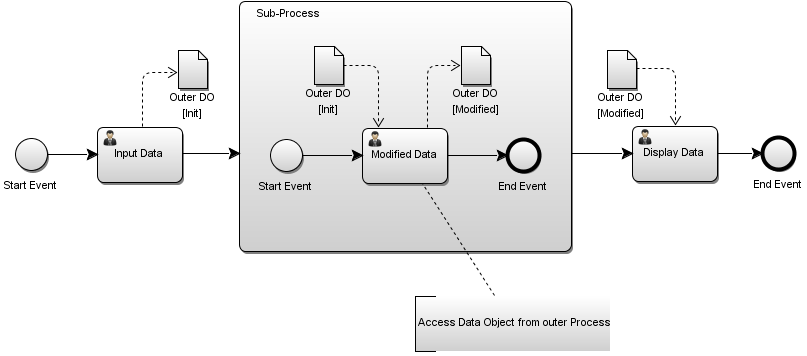 Sub-Process
Outer DO
[Init]
Outer DO
[Init]
Outer DO
[Modified]
Outer DO
[Modified]
Start Event
Input Data
Start Event
Modified Data
End Event
Display Data
End Event
Access Data Object from outer Process